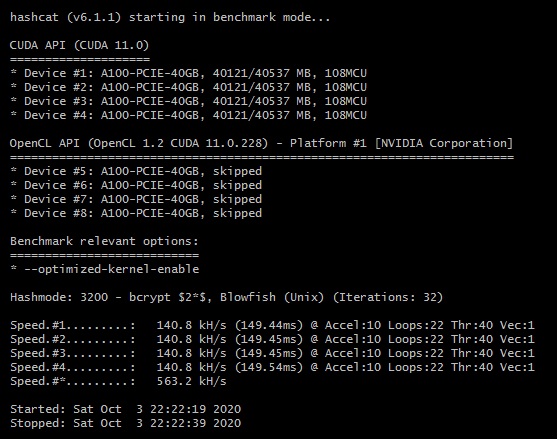 hashcat (v6.1.1) starting in benchmark mode...
CUDA API (CUDA 11.0)
====================
* Device #1: A100-PCIE-40GB, 40121/40537 MB, 108MCU
* Device #2: A100-PCIE-40GB, 40121/40537 MB, 108MCU
* Device #3: A100-PCIE-40GB, 40121/40537 MB, 108MCU
* Device #4: A100-PCIE-40GB, 40121/40537 MB, 108MCU
OpenCL API (OpenCL 1.2 CUDA 11.0.228) - Platform #1 [NVIDIA Corporation]
========================================================================
* Device #5: A100-PCIE-40GB, skipped
* Device #6: A100-PCIE-40GB, skipped
* Device #7: A100-PCIE-40GB, skipped
* Device #8: A100-PCIE-40GB, skipped
Benchmark relevant options:
===========================
* --optimized-kernel-enable
Hashmode: 3200 - bcrypt $2*$, Blowfish (Unix) (Iterations: 32)
Speed.#1.........:   140.8 kH/s (149.44ms) @ Accel:10 Loops:22 Thr:40 Vec:1
Speed.#2.........:   140.8 kH/s (149.45ms) @ Accel:10 Loops:22 Thr:40 Vec:1
Speed.#3.........:   140.8 kH/s (149.45ms) @ Accel:10 Loops:22 Thr:40 Vec:1
Speed.#4.........:   140.8 kH/s (149.54ms) @ Accel:10 Loops:22 Thr:40 Vec:1
Speed.#*.........:   563.2 kH/s
Started: Sat Oct  3 22:22:19 2020
Stopped: Sat Oct  3 22:22:39 2020